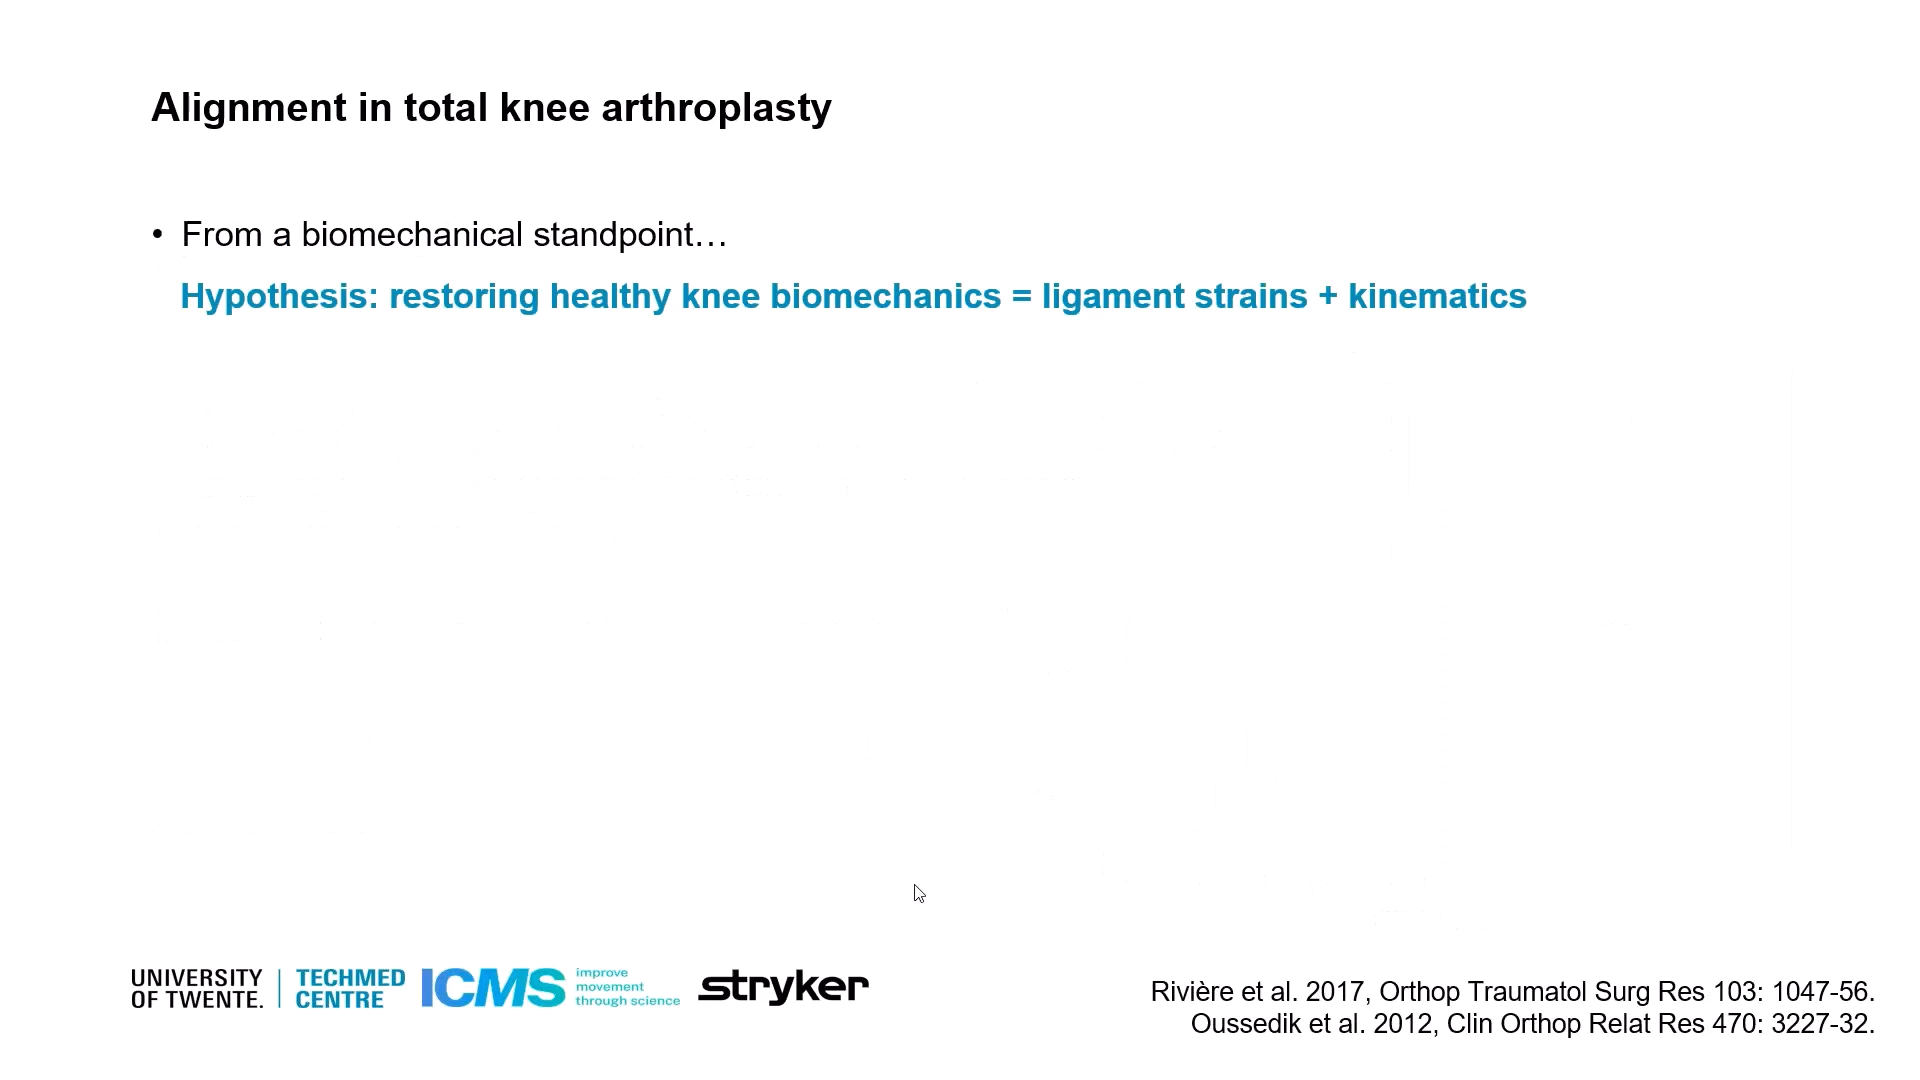 Alignment in total knee arthroplasty
• From a biomechanical standpoint…
Hypothesis: restoring healthy knee biomechanics = ligament strains + kinematics
UNIVERSITY
OF TWENTE.
TECHMED
CENTRE
ICMS
improve
movement
through science
stryker
Rivière et al. 2017, Orthop Traumatol Surg Res 103: 1047-56.
Oussedik et al. 2012, Clin Orthop Relat Res 470: 3227-32.